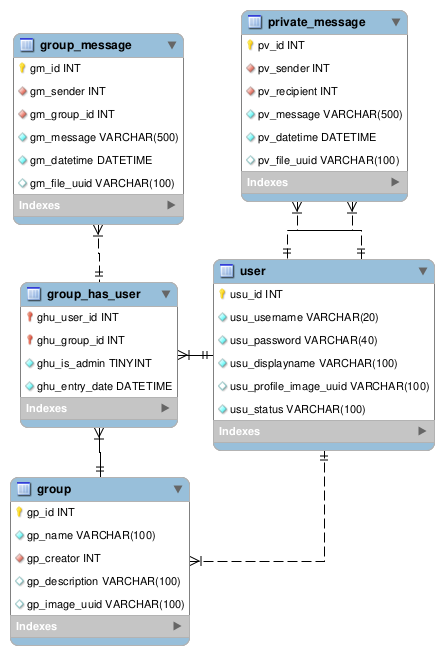 group_message
gm_id INT
gm_sender INT
gm_group_id INT
gm_message VARCHAR(500)
gm_datetime DATETIME
gm_file_uuid VARCHAR(100)
Indexes
private_message
pv_id INT
pv_sender INT
pv_recipient INT
pv_message VARCHAR(500)
pv_datetime DATETIME
pv_file_uuid VARCHAR(100)
Indexes
group_has_user
ghu_user_id INT
ghu_group_id INT
ghu_is_admin TINYINT
ghu_entry_date DATETIME
Indexes
user
usu_id INT
usu_username VARCHAR(20)
usu_password VARCHAR(40)
usu_displayname VARCHAR(100)
usu_profile_image_uuid VARCHAR(100)
usu_status VARCHAR(100)
Indexes
group
gp_id INT
gp_name VARCHAR(100)
gp_creator INT
gp_description VARCHAR(100)
gp_image_uuid VARCHAR(100)
Indexes